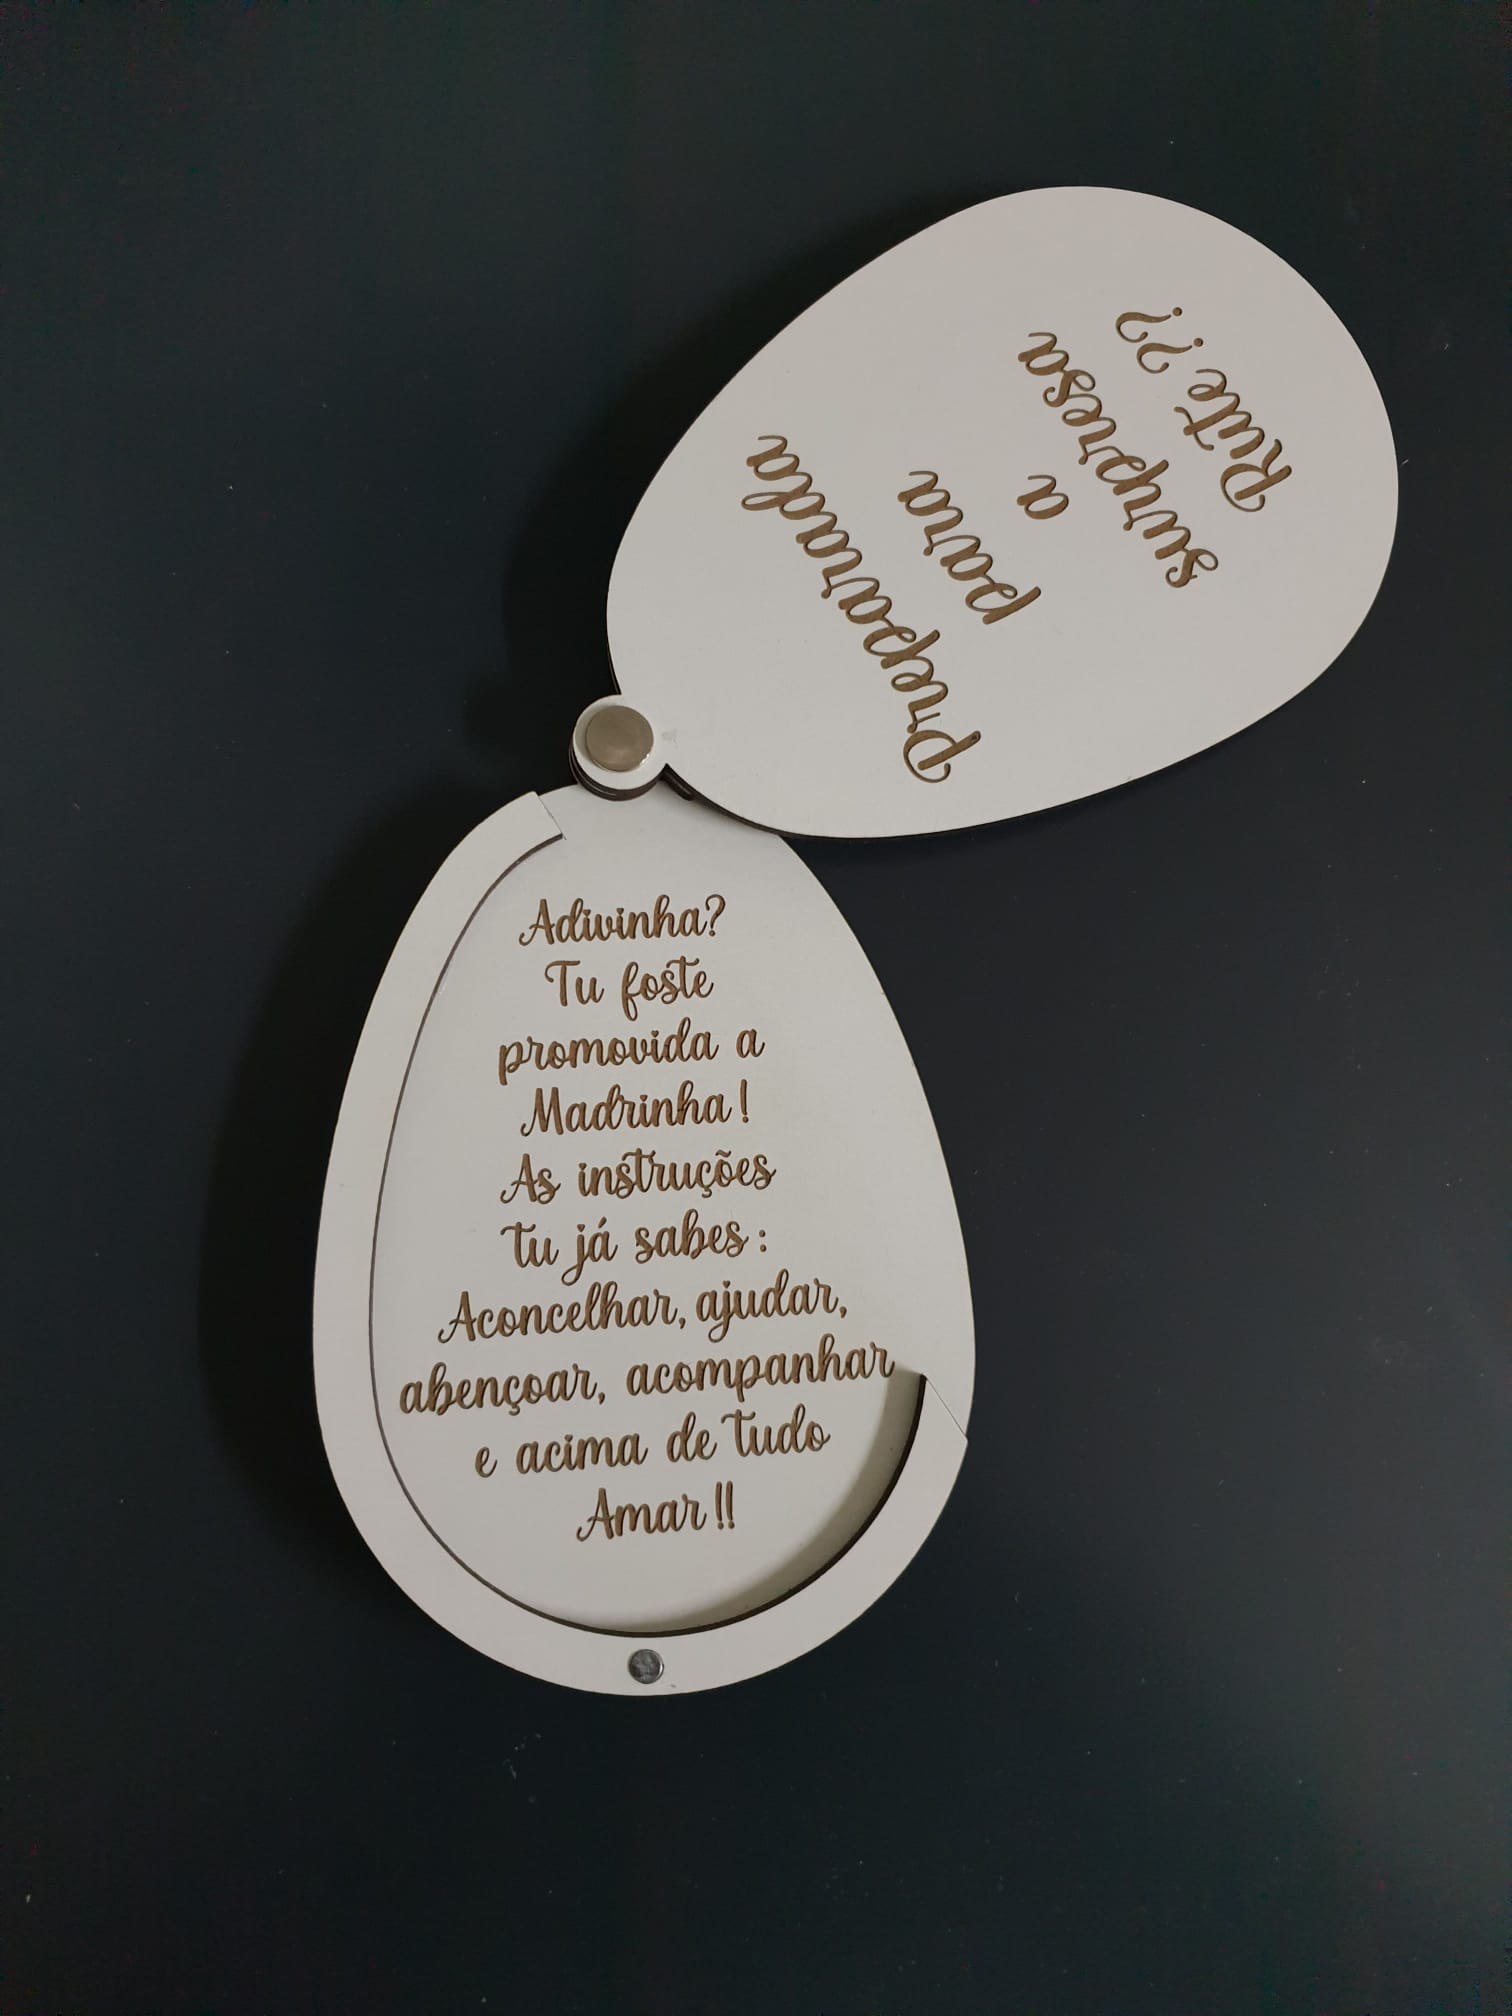 Preparada
para
a
surpresa
Rute ??
Adivinha?
Tu foste
promovida a
Madrinha!
As instruções
tu já sabes:
Aconcelhar, ajudar,
abençoar, acompanhar
e acima de tudo
Amar!!